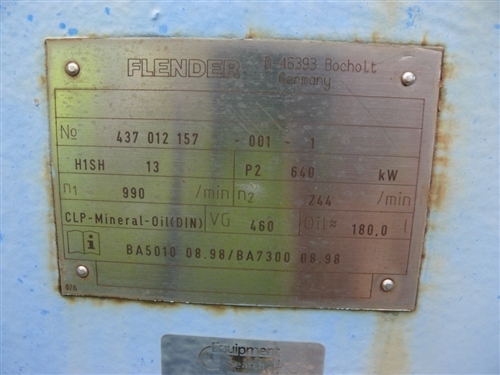 FLENDER D-46393 Bocholt
Germany
No 437 012 157 -001 - 1
H1SH 13 P2 640 kW
n1 990 /min n2 244 /min
CLP-Mineral-Oil(DIN) VG 460 Oil≈ 180,0 l
i BA5010 08.98/BA7300 08.98
Equipment